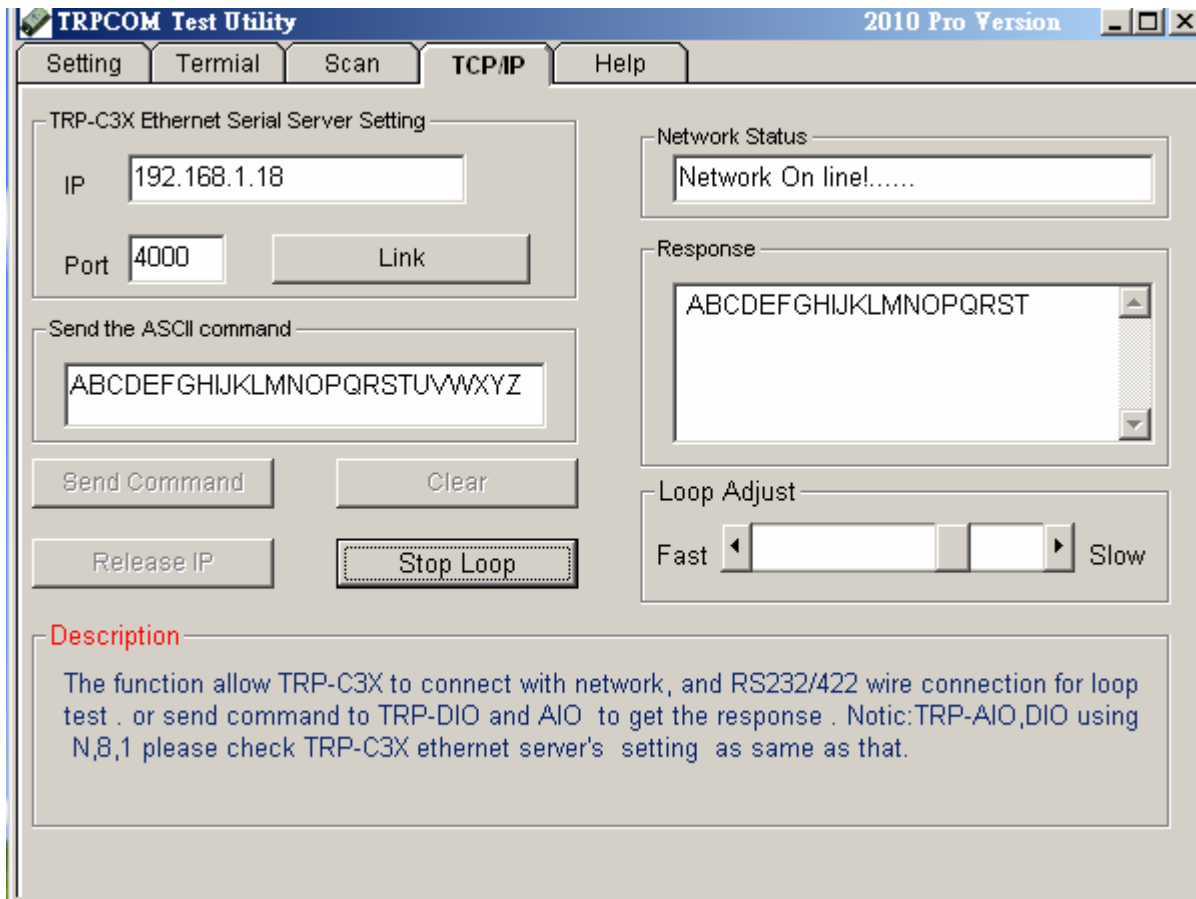 TRPCOM Test Utility 2010 Pro Version
Setting Termial Scan TCP/IP Help
TRP-C3X Ethernet Serial Server Setting
IP 192.168.1.18
Port 4000 Link
Send the ASCII command
ABCDEFGHIJKLMNOPQRSTUVWXYZ
Send Command Clear
Release IP Stop Loop
Network Status
Network On line!......
Response
ABCDEFGHIJKLMNOPQRST
Loop Adjust
Fast Slow
Description
The function allow TRP-C3X to connect with network, and RS232/422 wire connection for loop
test . or send command to TRP-DIO and AIO to get the response . Notic:TRP-AIO,DIO using
N,8,1 please check TRP-C3X ethernet server's setting as same as that.